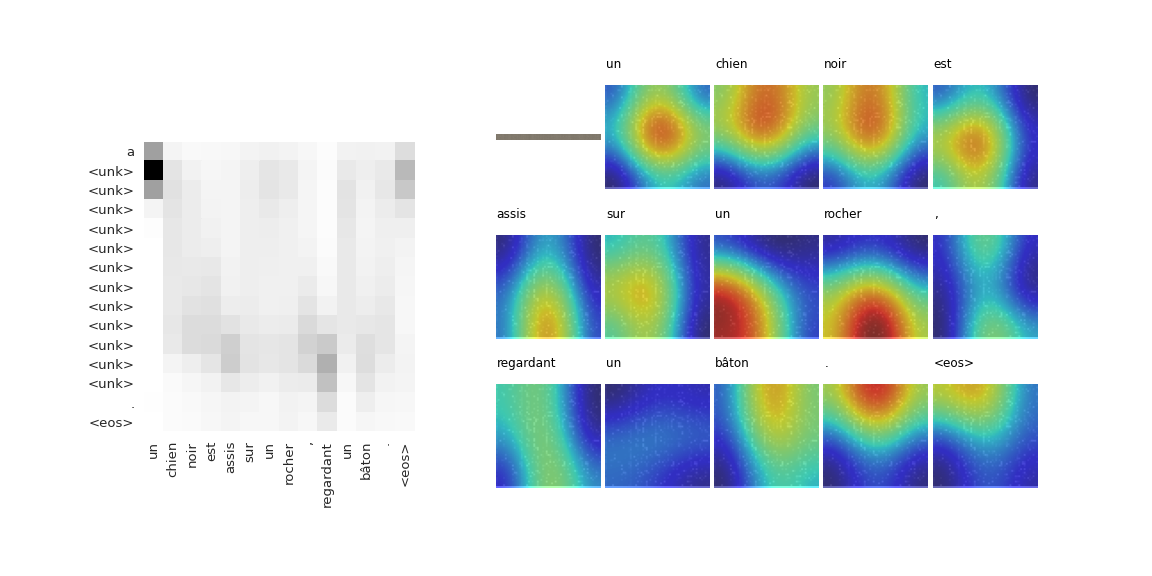 a
<unk>
<unk>
<unk>
<unk>
<unk>
<unk>
<unk>
<unk>
<unk>
<unk>
<unk>
<unk>
.
<eos>
un chien noir est assis sur un rocher , regardant un bâton . <eos>
un chien noir est
assis sur un rocher ,
regardant un bâton . <eos>